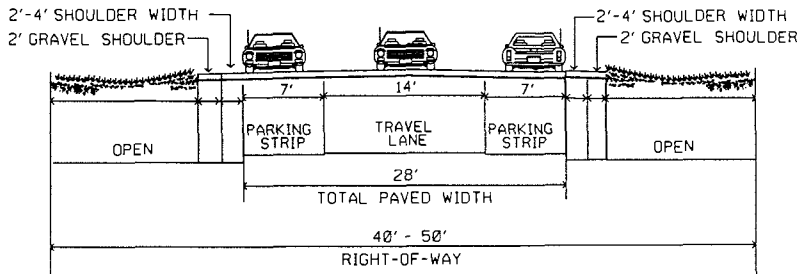 2'-4' SHOULDER WIDTH
2' GRAVEL SHOULDER
2'-4' SHOULDER WIDTH
2' GRAVEL SHOULDER
7'
14'
7'
OPEN
PARKING
STRIP
TRAVEL
LANE
PARKING
STRIP
OPEN
28'
TOTAL PAVED WIDTH
40' - 50'
RIGHT-OF-WAY